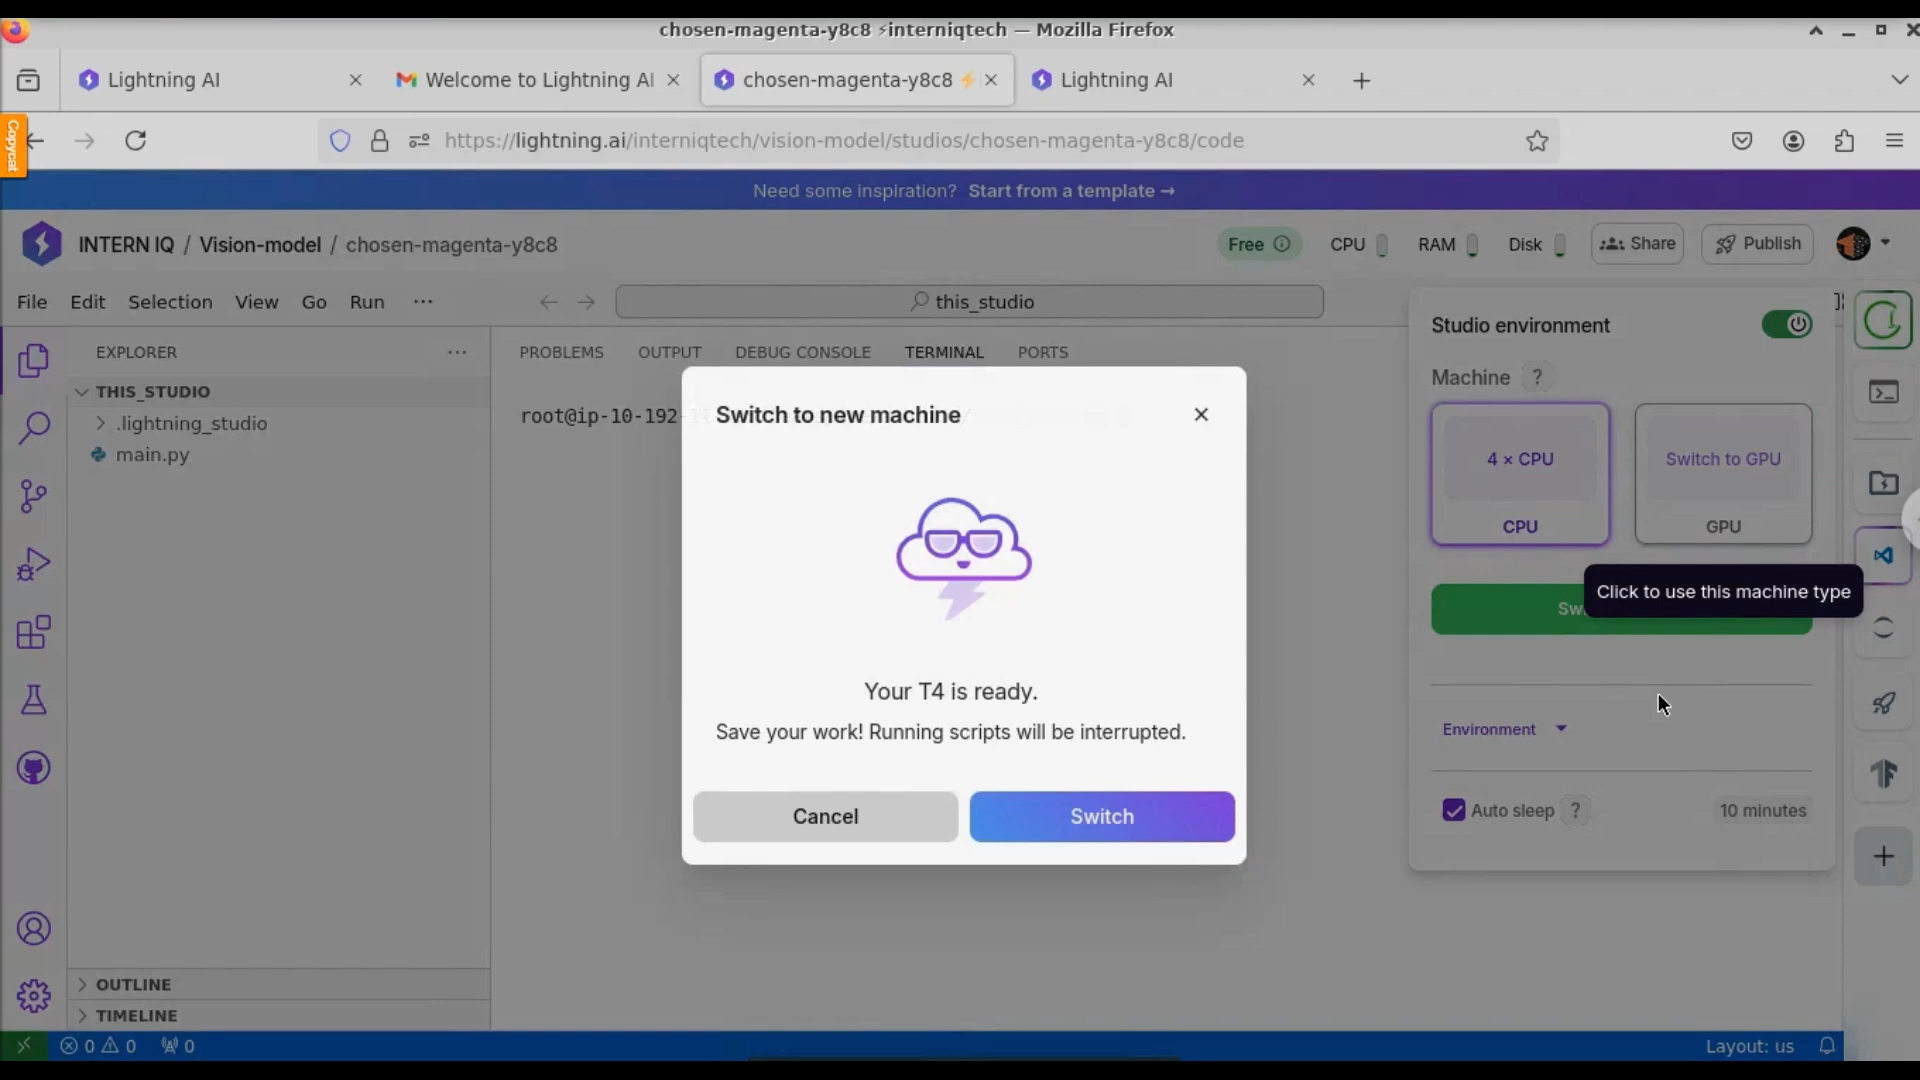 chosen-magenta-y8c8 ⚡interniqtech — Mozilla Firefox
Lightning AI
Welcome to Lightning AI
chosen-magenta-y8c8 ⚡
Lightning AI
Copycat
https://lightning.ai/interniqtech/vision-model/studios/chosen-magenta-y8c8/code
Need some inspiration? Start from a template →
INTERN IQ / Vision-model / chosen-magenta-y8c8
Free
CPU
RAM
Disk
Share
Publish
File Edit Selection View Go Run ···
this_studio
Studio environment
EXPLORER
PROBLEMS OUTPUT DEBUG CONSOLE TERMINAL PORTS
Machine ?
THIS_STUDIO
.lightning_studio
main.py
root@ip-10-192-
Switch to new machine
4 × CPU
CPU
Switch to GPU
GPU
Click to use this machine type
Your T4 is ready.
Save your work! Running scripts will be interrupted.
Cancel
Switch
Environment
Auto sleep ?
10 minutes
OUTLINE
TIMELINE
0 0 0
Layout: us